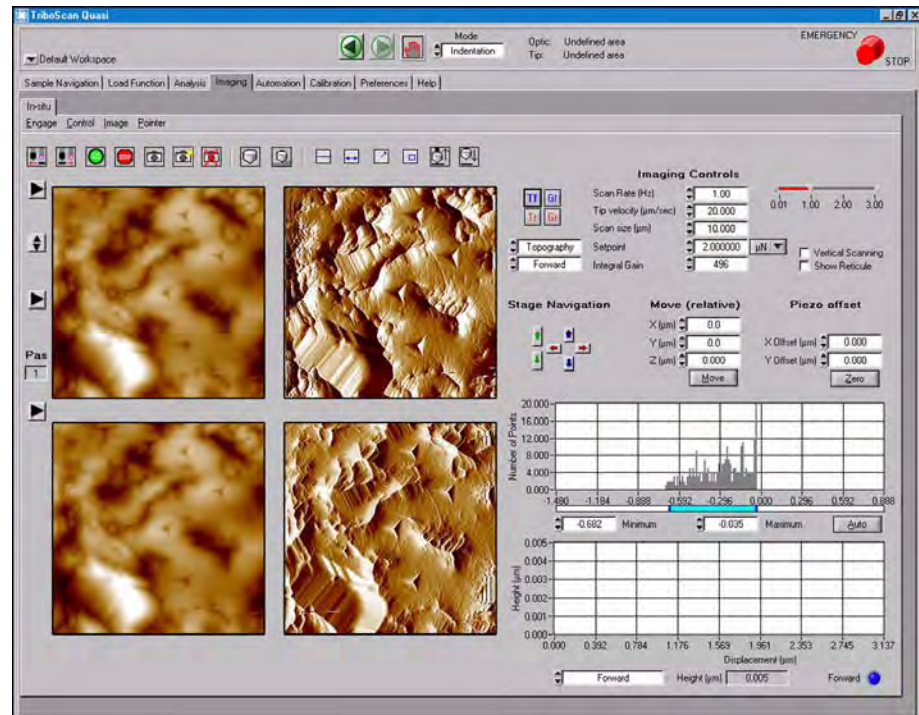 TriboScan Quasi
Default Workspace
Mode
Indentation
Optic: Undefined area
Tip: Undefined area
EMERGENCY
STOP
Sample Navigation Load Function Analysis Imaging Automation Calibration Preferences Help
In-situ
Engage Control Image Pointer
Imaging Controls
Tf Gf
Tr Gr
Scan Rate (Hz) 1.00
0.01 1.00 2.00 3.00
Tip velocity (µm/sec) 20.000
Scan size (µm) 10.000
Topography Setpoint 2.000000 µN
Vertical Scanning
Forward Integral Gain 496
Show Reticule
Stage Navigation Move (relative) Piezo offset
X (µm) 0.0
Y (µm) 0.0 X Offset (µm) 0.000
Z (µm) 0.000 Y Offset (µm) 0.000
Move Zero
Pas
1
Number of Points
20.000
16.000
12.000
8.000
4.000
0.000
-1.480 -1.184 -0.888 -0.592 -0.296 0.000 0.296 0.592 0.888
-0.682 Minimum -0.035 Maximum Auto
Height (µm)
0.005
0.004
0.003
0.002
0.001
0.000
0.000 0.392 0.784 1.176 1.569 1.961 2.353 2.745 3.137
Displacement (µm)
Forward Height (µm) 0.005 Forward